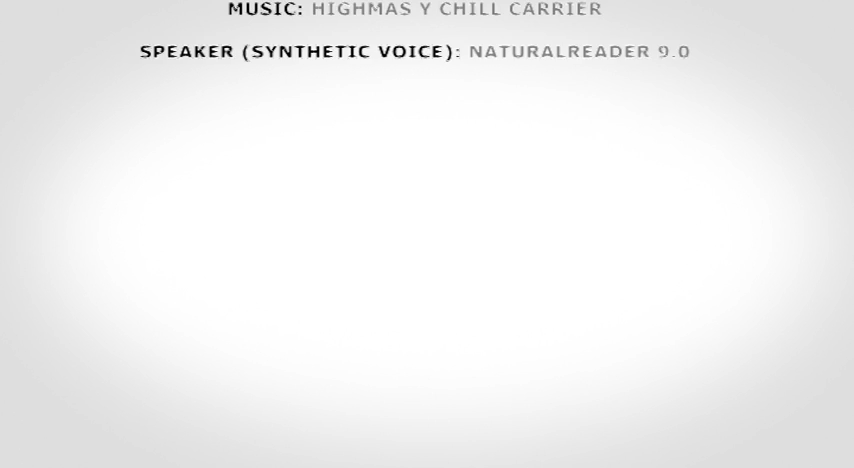 MUSIC: HIGHMAS Y CHILL CARRIER
SPEAKER (SYNTHETIC VOICE): NATURALREADER 9.0